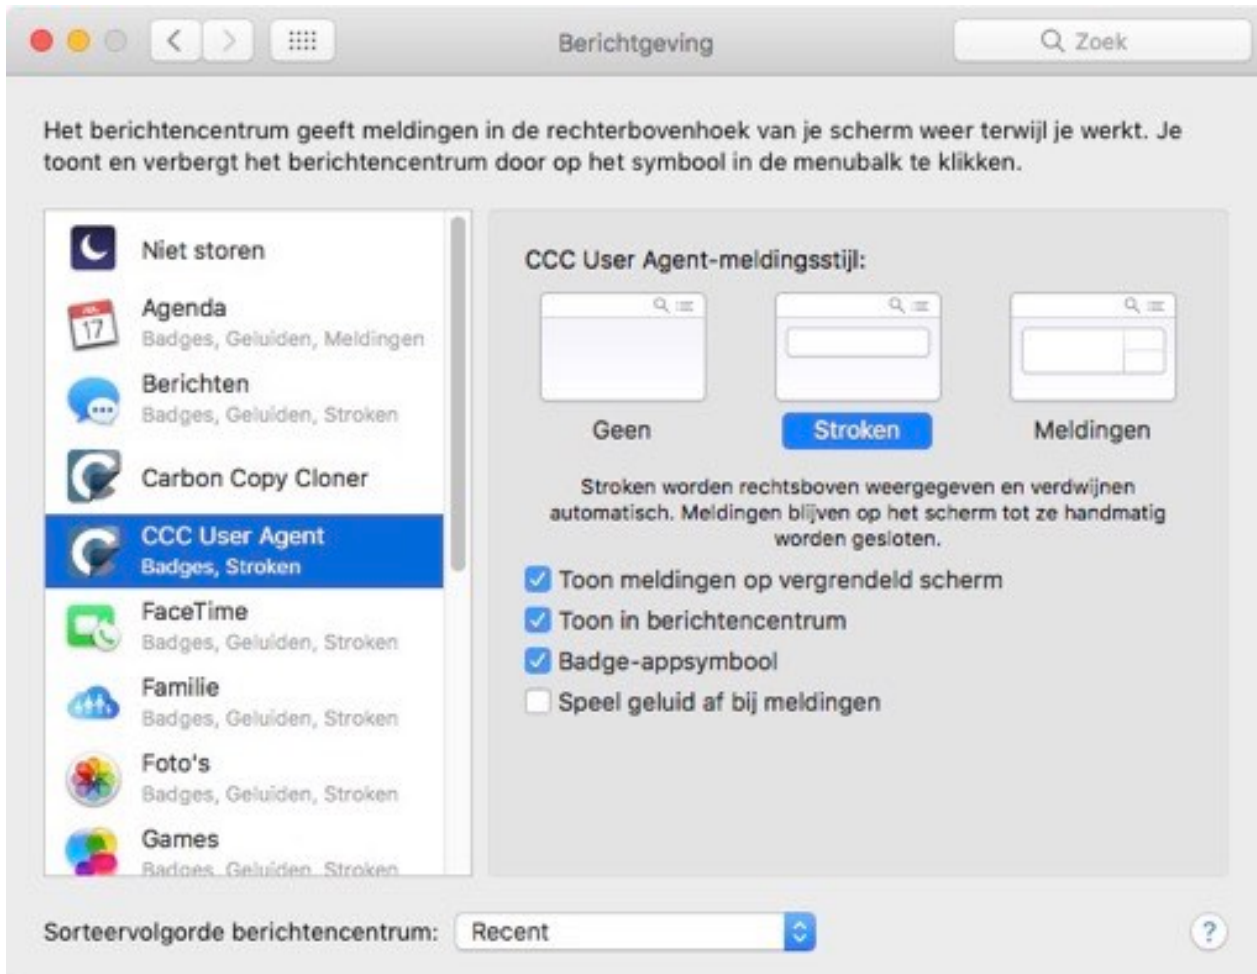 Berichtgeving
Zoek
Het berichtencentrum geeft meldingen in de rechterbovenhoek van je scherm weer terwijl je werkt. Je
toont en verbergt het berichtencentrum door op het symbool in de menubalk te klikken.
Niet storen
JUL
17
Agenda
Badges, Geluiden, Meldingen
Berichten
Badges, Geluiden, Stroken
Carbon Copy Cloner
CCC User Agent
Badges, Stroken
FaceTime
Badges, Geluiden, Stroken
Familie
Badges, Geluiden, Stroken
Foto's
Badges, Geluiden, Stroken
Games
Badges, Geluiden, Stroken
CCC User Agent-meldingsstijl:
Geen
Stroken
Meldingen
Stroken worden rechtsboven weergegeven en verdwijnen
automatisch. Meldingen blijven op het scherm tot ze handmatig
worden gesloten.
Toon meldingen op vergrendeld scherm
Toon in berichtencentrum
Badge-appsymbool
Speel geluid af bij meldingen
Sorteervolgorde berichtencentrum: Recent
?